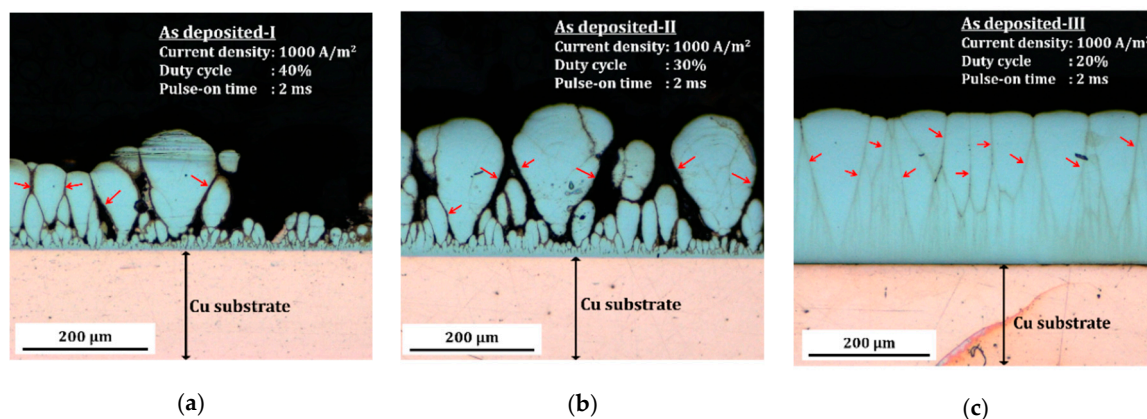 As deposited-I
Current density: 1000 A/m²
Duty cycle : 40%
Pulse-on time : 2 ms
Cu substrate
200 µm
(a)
As deposited-II
Current density: 1000 A/m²
Duty cycle : 30%
Pulse-on time : 2 ms
Cu substrate
200 µm
(b)
As deposited-III
Current density: 1000 A/m²
Duty cycle : 20%
Pulse-on time : 2 ms
Cu substrate
200 µm
(c)